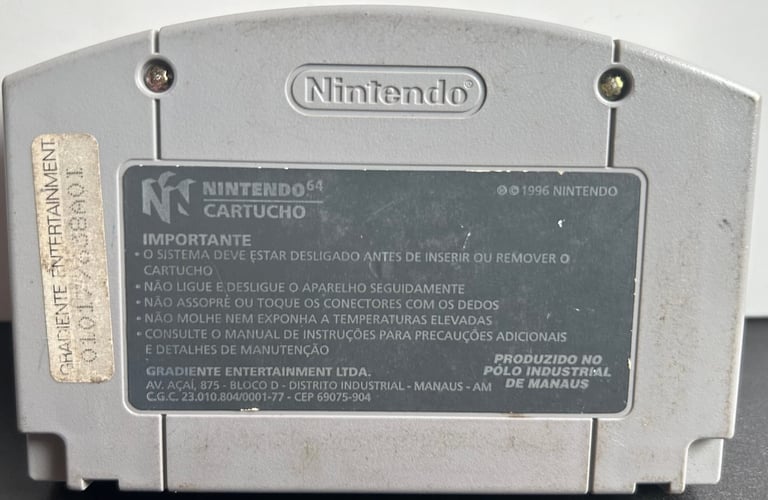 Nintendo®
NINTENDO64
CARTUCHO
℗©1996 NINTENDO
IMPORTANTE
• O SISTEMA DEVE ESTAR DESLIGADO ANTES DE INSERIR OU REMOVER O
CARTUCHO
• NÃO LIGUE E DESLIGUE O APARELHO SEGUIDAMENTE
• NÃO ASSOPRE OU TOQUE OS CONECTORES COM OS DEDOS
• NÃO MOLHE NEM EXPONHA A TEMPERATURAS ELEVADAS
• CONSULTE O MANUAL DE INSTRUÇÕES PARA PRECAUÇÕES ADICIONAIS
E DETALHES DE MANUTENÇÃO
GRADIENTE ENTERTAINMENT LTDA.
AV. AÇAÍ, 875 - BLOCO D - DISTRITO INDUSTRIAL - MANAUS - AM
C.G.C. 23.010.804/0001-77 - CEP 69075-904
PRODUZIDO NO
PÓLO INDUSTRIAL
DE MANAUS
GRADIENTE ENTERTAINMENT